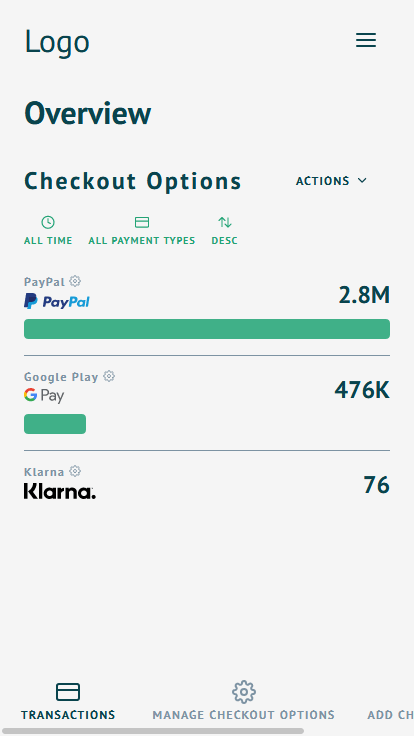 Logo
Overview
Checkout Options
ACTIONS
ALL TIME
ALL PAYMENT TYPES
DESC
PayPal
PayPal
2.8M
Google Play
G Pay
476K
Klarna
Klarna.
76
TRANSACTIONS
MANAGE CHECKOUT OPTIONS
ADD CH